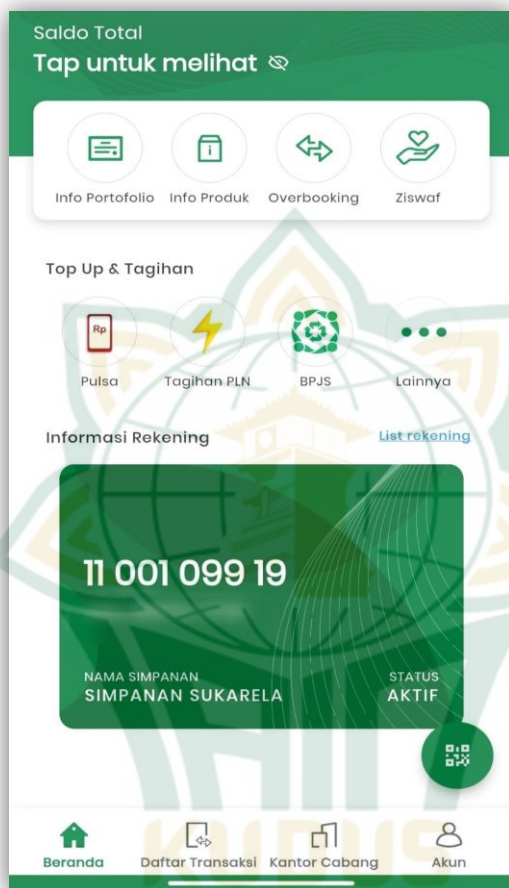 Saldo Total
Tap untuk melihat
Info Portofolio Info Produk Overbooking Ziswaf
Top Up & Tagihan
Rp
Pulsa Tagihan PLN BPJS Lainnya
Informasi Rekening List rekening
11 001 099 19
NAMA SIMPANAN STATUS
SIMPANAN SUKARELA AKTIF
Beranda Daftar Transaksi Kantor Cabang Akun
KUDUS